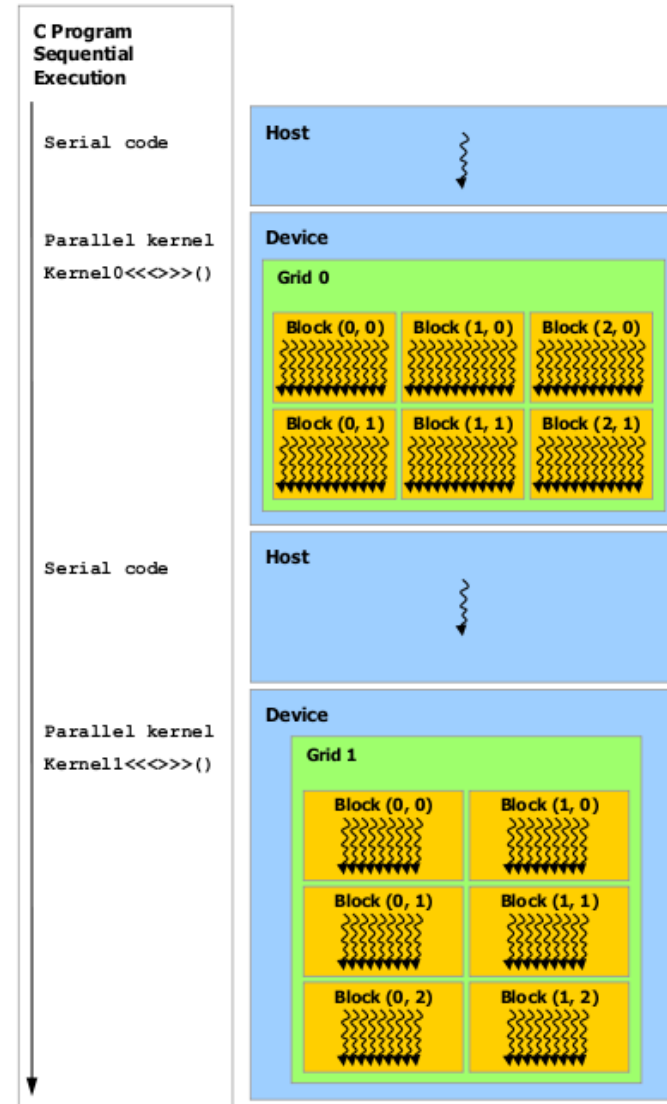 C Program
Sequential
Execution
Serial code
Host
Parallel kernel
Kernel0<<<>>>()
Device
Grid 0
Block (0, 0) Block (1, 0) Block (2, 0)
Block (0, 1) Block (1, 1) Block (2, 1)
Serial code
Host
Parallel kernel
Kernel1<<<>>>()
Device
Grid 1
Block (0, 0) Block (1, 0)
Block (0, 1) Block (1, 1)
Block (0, 2) Block (1, 2)